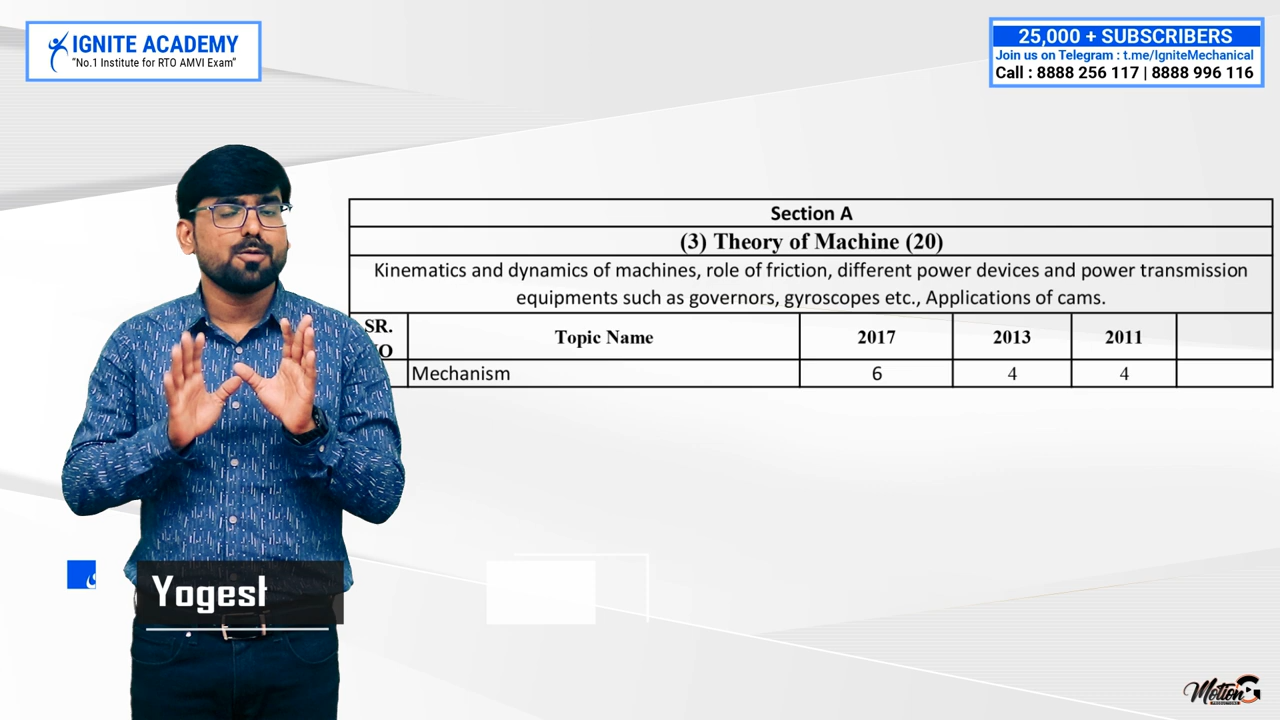 IGNITE ACADEMY
“No.1 Institute for RTO AMVI Exam”
25,000 + SUBSCRIBERS
Join us on Telegram : t.me/IgniteMechanical
Call : 8888 256 117 | 8888 996 116
Section A
(3) Theory of Machine (20)
Kinematics and dynamics of machines, role of friction, different power devices and power transmission
equipments such as governors, gyroscopes etc., Applications of cams.
SR. Topic Name 2017 2013 2011
Mechanism 6 4 4
Yogesh
Motion G